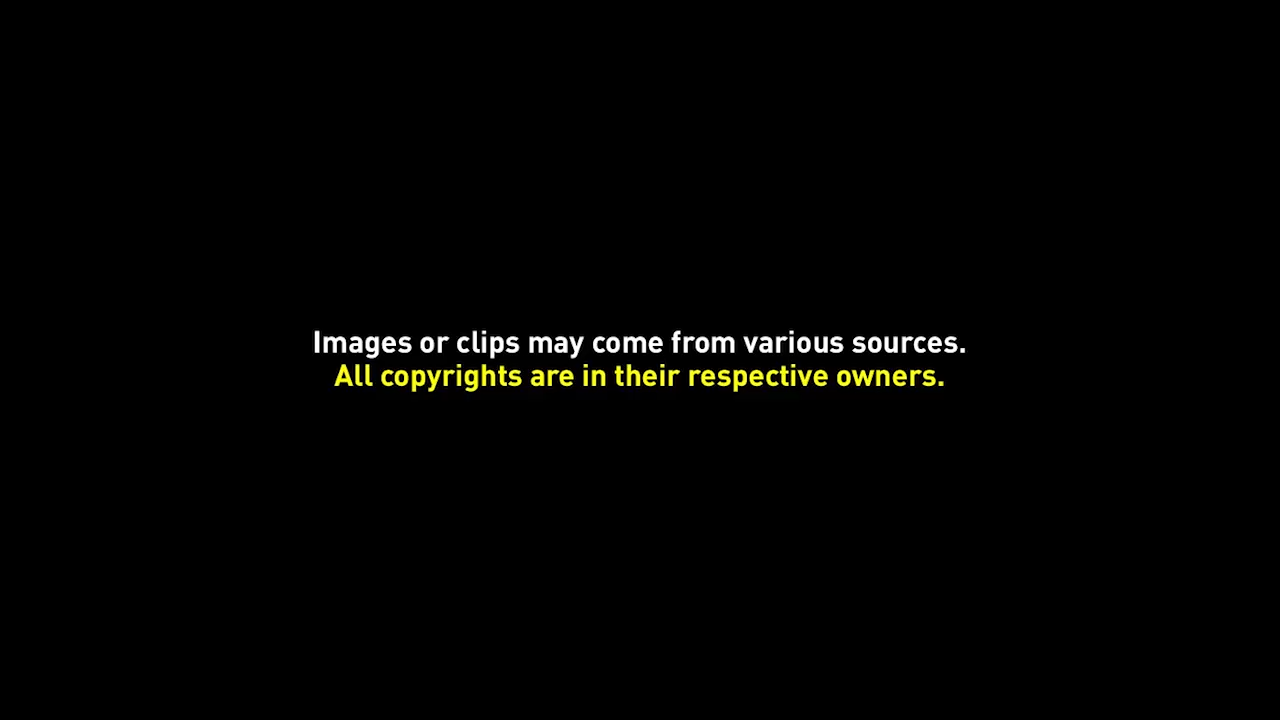 Images or clips may come from various sources.
All copyrights are in their respective owners.